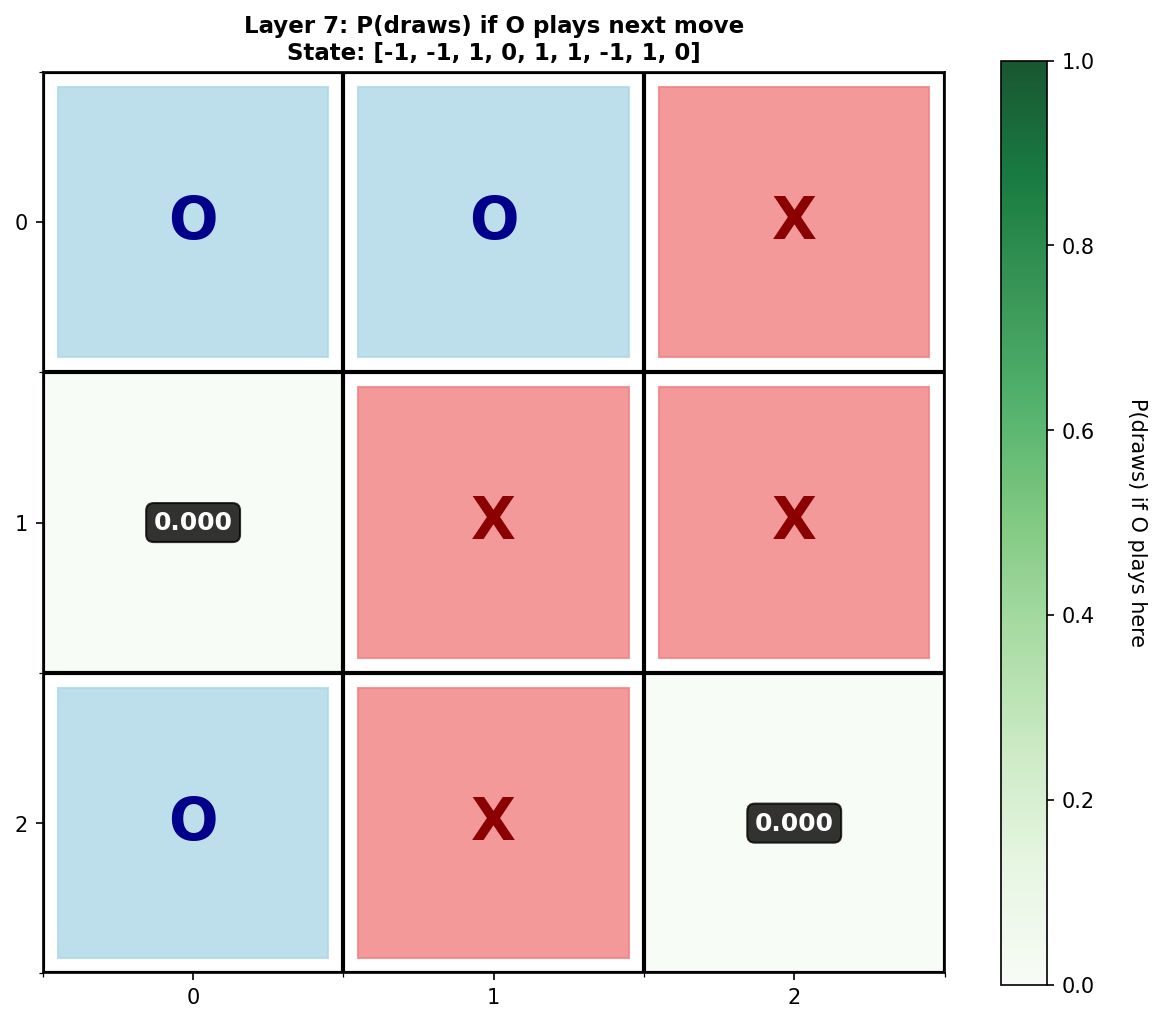 Layer 7: P(draws) if O plays next move
State: [-1, -1, 1, 0, 1, 1, -1, 1, 0]
1.0
0.8
0.6
0.4
0.2
0.0
P(draws) if O plays here
0
O
O
X
1
0.000
X
X
2
O
X
0.000
0
1
2